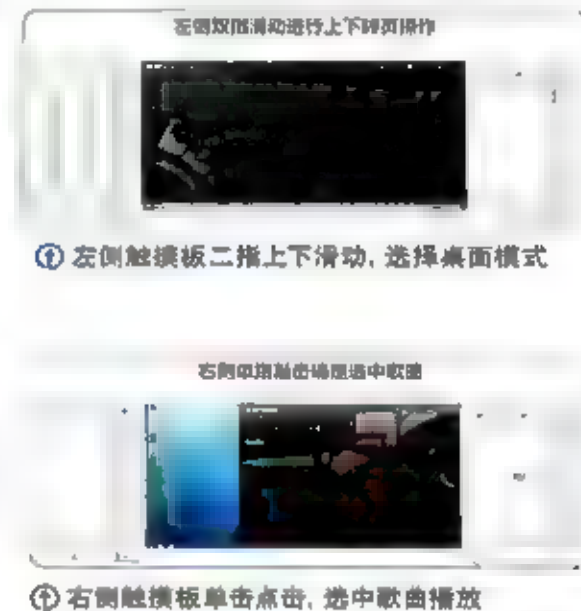 左侧双指滑动进行上下翻页操作
① 左侧触摸板二指上下滑动, 选择桌面模式
右侧单指点击确压选中歌曲
① 右侧触摸板单击点击, 选中歌曲播放